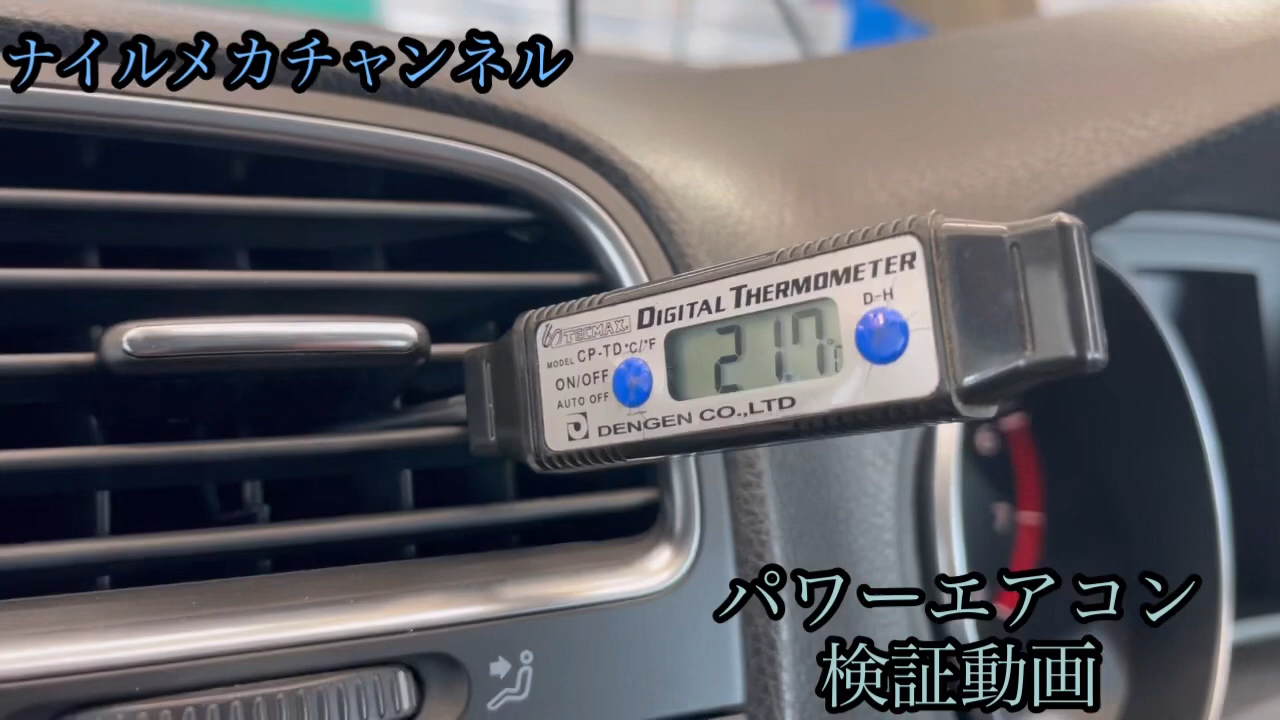 ナイルメカチャンネル
TECMAX
DIGITAL THERMOMETER
D-H
MODEL CP-TD °C/°F
ON/OFF
AUTO OFF
21.7°C
DENGEN CO.,LTD
パワーエアコン
検証動画